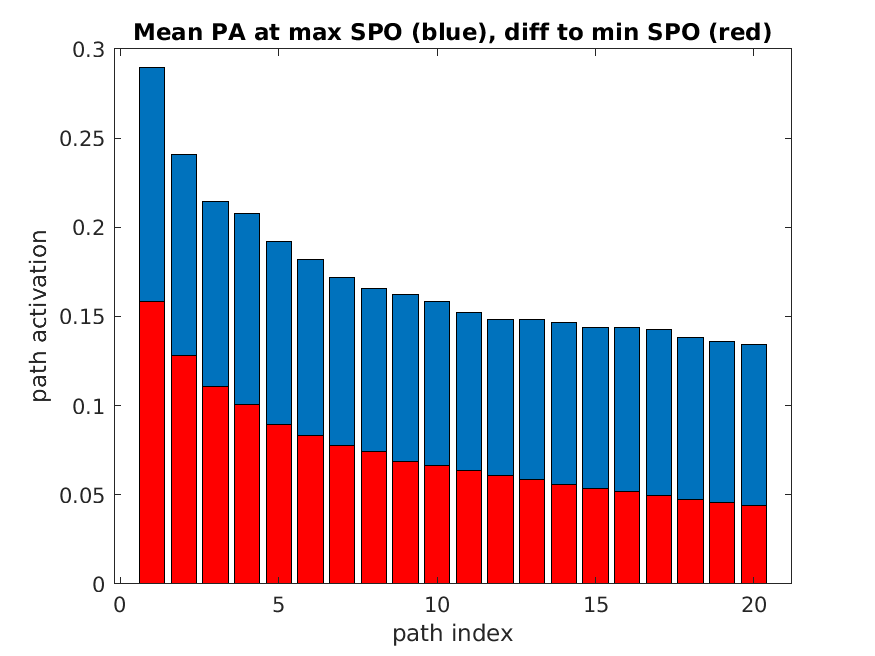 Mean PA at max SPO (blue), diff to min SPO (red)
0.3
0.25
0.2
0.15
0.1
0.05
0
path activation
0 5 10 15 20
path index